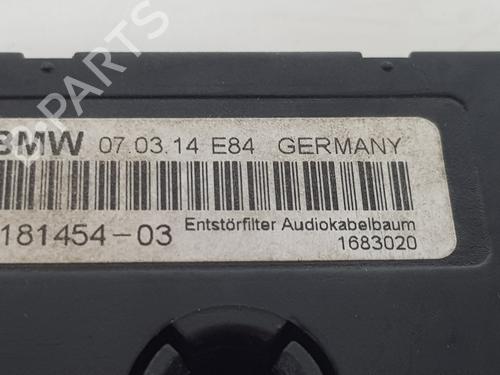 BMW 07.03.14 E84 GERMANY
181454-03 Entstörfilter Audiokabelbaum
1683020
B-PARTS